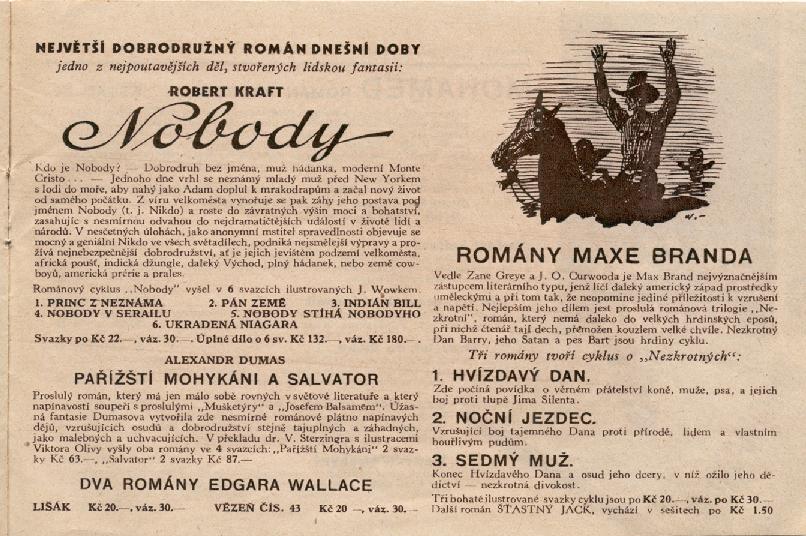 NEJVĚTŠÍ DOBRODRUŽNÝ ROMÁN DNEŠNÍ DOBY
jedno z nejpoutavějších děl, stvořených lidskou fantasií:
ROBERT KRAFT
Nobody
Kdo je Nobody? — Dobrodruh bez jména, muž hádanka, moderní Monte
Cristo... — Jednoho dne vrhl se neznámý mladý muž před New Yorkem
s lodi do moře, aby nahý jako Adam doplul k mrakodrapům a začal nový život
od samého počátku. Z víru velkoměsta vynořuje se pak záhy jeho postava pod
jménem Nobody (t. j. Nikdo) a roste do závratných výšin moci a bohatství,
zasahujíc s nesmírnou odvahou do nejdramatičtějších událostí v životě lidí a
národů. V nesčetných úlohách, jako anonymní mstitel spravedlnosti objevuje se
mocný a geniální Nikdo ve všech světadílech, podniká nejsmělejší výpravy a pro-
žívá nejnebezpečnější dobrodružství, ať je jejich jevištěm podzemí velkoměsta,
africká poušť, indická džungle, daleký Východ, plný hádanek, nebo země cow-
boyů, americká prérie a prales.
Románový cyklus „Nobody" vyšel v 6 svazcích ilustrovaných J. Wowkem.
1. PRINC Z NEZNÁMA 2. PÁN ZEMĚ 3. INDIÁN BILL
4. NOBODY V SERAILU 5. NOBODY STÍHÁ NOBODYHO
6. UKRADENÁ NIAGARA
Svazky po Kč 22.—, váz. 30.—. Úplné dílo o 6 sv. Kč 132.—, váz. Kč 180.—.
ALEXANDR DUMAS
PAŘÍŽŠTÍ MOHYKÁNI A SALVATOR
Proslulý román, který má jen málo sobě rovných v světové literatuře a který
napínavostí soupeří s proslulými „Mušketýry" a „Josefem Balsaměm". Úžas-
ná fantasie Dumasova vytvořila zde nesmírné románové plátno napínavých
dějů, vzrušujících osudů a dobrodružství stejně tajuplných a záhadných,
jako malebných a uchvacujících. V překladu dr. V. Sterzingra s ilustracemi
Viktora Olivy vyšly oba romány ve 4 svazcích: „Pařížští Mohykáni" 2 svaz-
ky Kč 63.—, „Salvator" 2 svazky Kč 87.—
DVA ROMÁNY EDGARA WALLACE
LIŠÁK Kč 20.—, váz. 30.— VĚZEŇ ČÍS. 43 Kč 20 —, váz. 30.—
ROMÁNY MAXE BRANDA
Vedle Zane Greye a J. O. Curwooda je Max Brand nejvýznačnějším
zástupcem literárního typu, jenž líčí daleký americký západ prostředky
uměleckými a při tom tak, že neopomine jediné příležitosti k vzrušení
a napětí. Nejlepším jeho dílem jest proslulá románová trilogie „Ne-
zkrotní", román, který nemá daleko do velkých hrdinských eposů,
při nichž čtenář tají dech, přemožen kouzlem velké chvíle. Nezkrotný
Dan Barry, jeho Satan a pes Bart jsou hrdiny cyklu.
Tři romány tvoří cyklus o „Nezkrotných":
1. HVÍZDAVÝ DAN.
Zde počíná povídka o věrném přátelství koně, muže, psa, a jejich
boj proti tlupě Jima Silenta.
2. NOČNÍ JEZDEC.
Vzrušující boj tajemného Dana proti přírodě, lidem a vlastním
bouřlivým pudům.
3. SEDMÝ MUŽ.
Konec Hvízdavého Dana a osud jeho dcery, v níž ožilo jeho dě-
dictví — nezkrotná divokost.
Tři bohatě ilustrované svazky cyklu jsou po Kč 20.—, váz. po Kč 30.—
Další román ŠŤASTNÝ JACK, vychází v sešitech po Kč 1.50